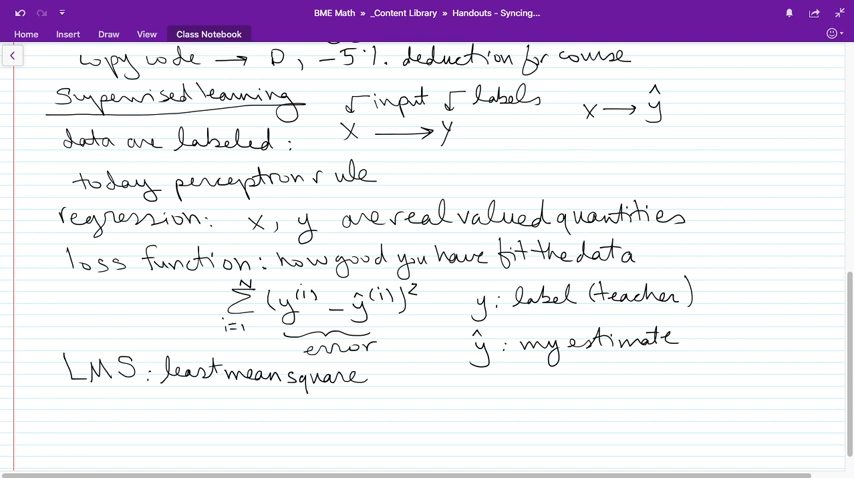 BME Math » _Content Library » Handouts - Syncing...
Home Insert Draw View Class Notebook
copy code → D, -5%. deduction for course
Supervised learning
↓ input ↓ labels
x → ŷ
data are labeled: X → Y
today perceptron rule
regression: x, y are real valued quantities
loss function: how good you have fit the data
N
∑ (y⁽ⁱ⁾ - ŷ⁽ⁱ⁾)² y: label (teacher)
i=1
error ŷ: my estimate
LMS: least mean square